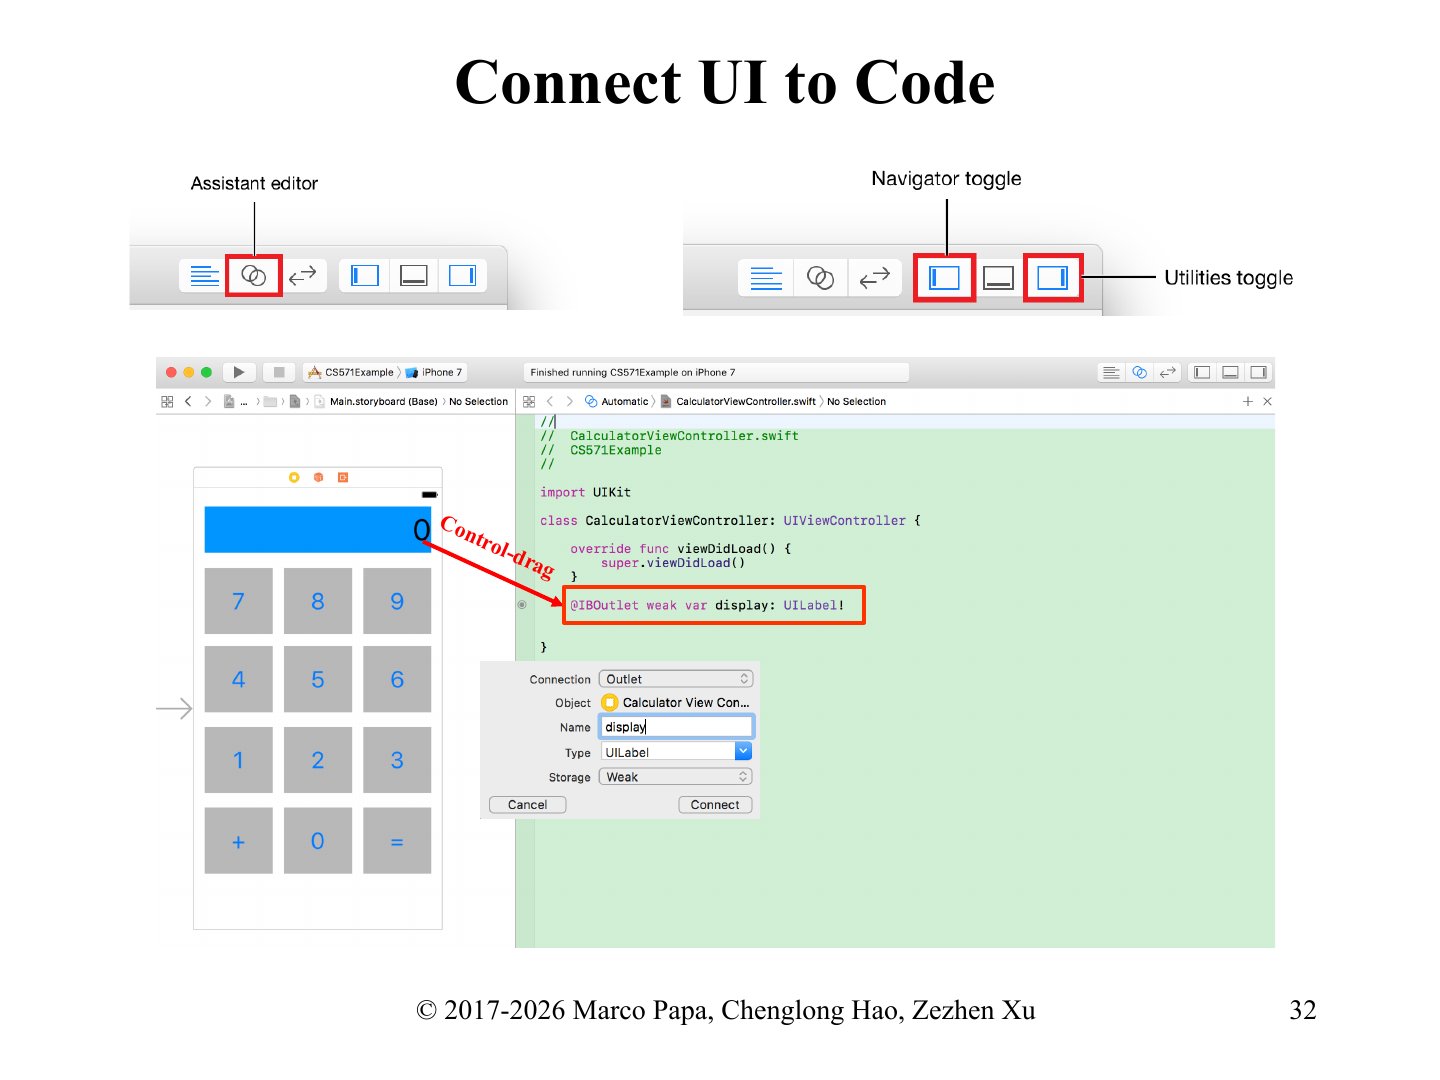 Connect UI to Code
Assistant editor
Navigator toggle
Utilities toggle
CS571Example 〉 iPhone 7
Finished running CS571Example on iPhone 7
... 〉 〉 〉 Main.storyboard (Base) 〉 No Selection
Automatic 〉 CalculatorViewController.swift 〉 No Selection
//
// CalculatorViewController.swift
// CS571Example
//
import UIKit
class CalculatorViewController: UIViewController {
override func viewDidLoad() {
super.viewDidLoad()
}
@IBOutlet weak var display: UILabel!
}
0
Control-drag
7 8 9
4 5 6
1 2 3
+ 0 =
Connection Outlet
Object Calculator View Con...
Name display
Type UILabel
Storage Weak
Cancel Connect
© 2017-2026 Marco Papa, Chenglong Hao, Zezhen Xu
32